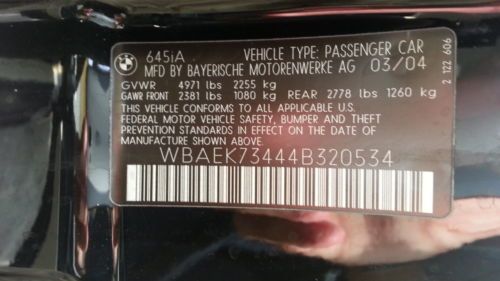 645iA VEHICLE TYPE: PASSENGER CAR
MFD BY BAYERISCHE MOTORENWERKE AG 03/04
GVWR 4971 lbs 2255 kg
GAWR FRONT 2381 lbs 1080 kg REAR 2778 lbs 1260 kg
THIS VEHICLE CONFORMS TO ALL APPLICABLE U.S.
FEDERAL MOTOR VEHICLE SAFETY, BUMPER AND THEFT
PREVENTION STANDARDS IN EFFECT ON THE DATE OF
MANUFACTURE SHOWN ABOVE.
WBAEK73444B320534
2 122 606